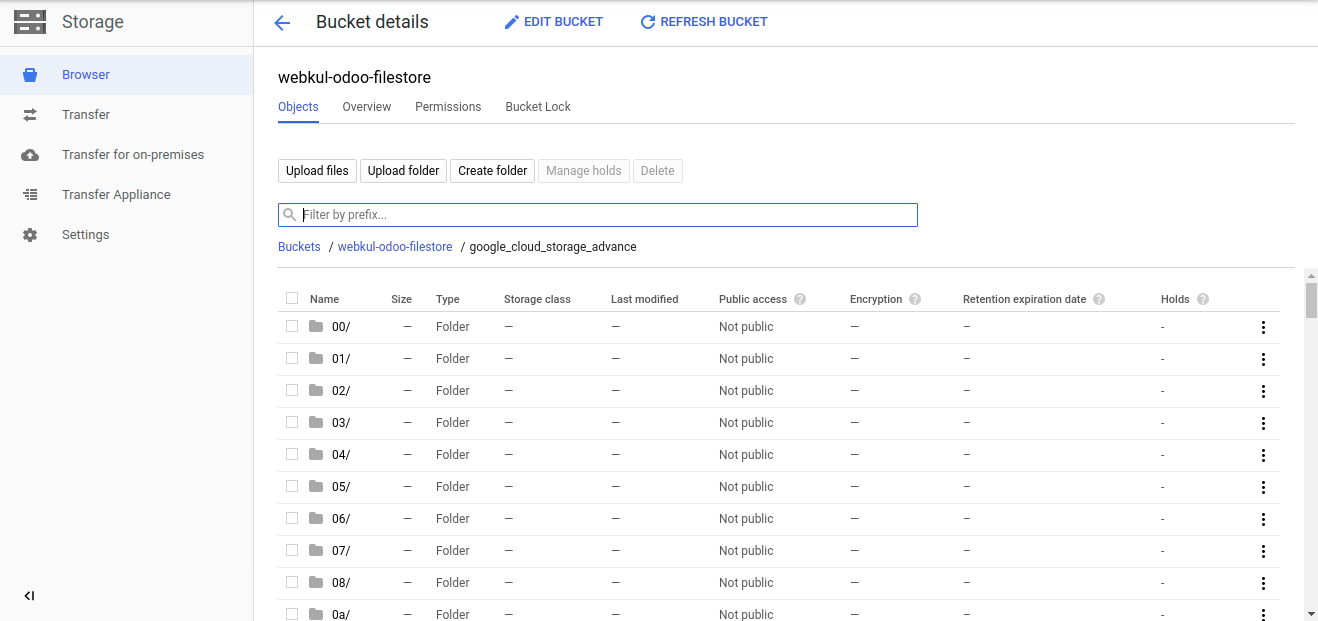 Storage
Bucket details EDIT BUCKET REFRESH BUCKET
Browser
Transfer
Transfer for on-premises
Transfer Appliance
Settings
webkul-odoo-filestore
Objects Overview Permissions Bucket Lock
Upload files Upload folder Create folder Manage holds Delete
Filter by prefix...
Buckets / webkul-odoo-filestore / google_cloud_storage_advance
Name Size Type Storage class Last modified Public access ? Encryption ? Retention expiration date ? Holds ?
00/ — Folder — — Not public — – -
01/ — Folder — — Not public — – -
02/ — Folder — — Not public — – -
03/ — Folder — — Not public — – -
04/ — Folder — — Not public — – -
05/ — Folder — — Not public — – -
06/ — Folder — — Not public — – -
07/ — Folder — — Not public — – -
08/ — Folder — — Not public — – -
0a/ — Folder — — Not public — – -